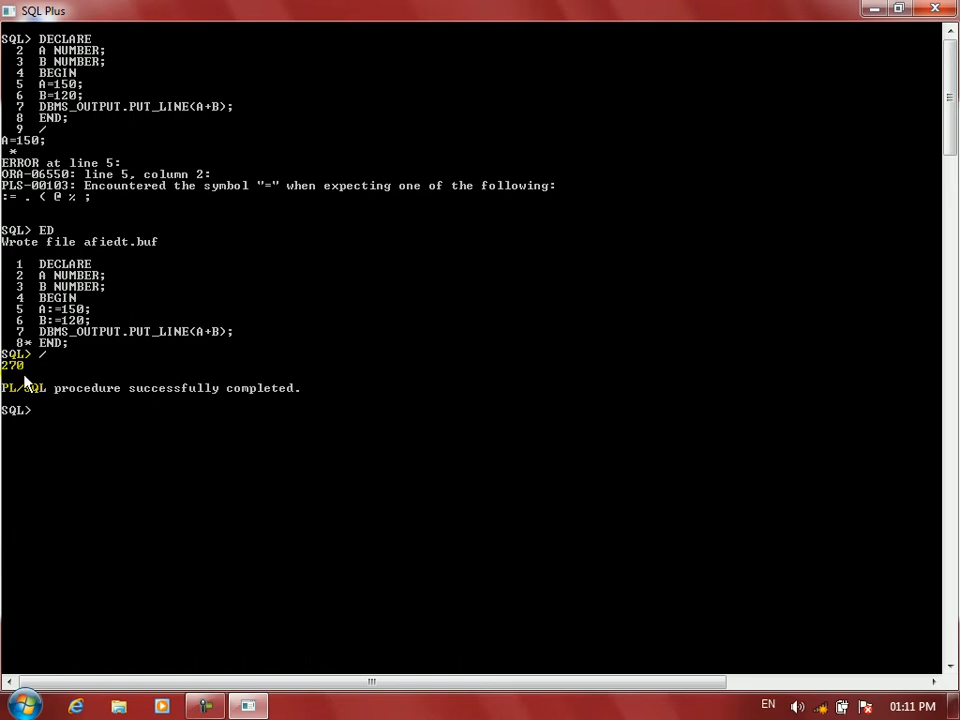 SQL Plus
SQL> DECLARE
2 A NUMBER;
3 B NUMBER;
4 BEGIN
5 A=150;
6 B=120;
7 DBMS_OUTPUT.PUT_LINE(A+B);
8 END;
9 /
A=150;
*
ERROR at line 5:
ORA-06550: line 5, column 2:
PLS-00103: Encountered the symbol "=" when expecting one of the following:
:= . ( @ % ;
SQL> ED
Wrote file afiedt.buf
1 DECLARE
2 A NUMBER;
3 B NUMBER;
4 BEGIN
5 A:=150;
6 B:=120;
7 DBMS_OUTPUT.PUT_LINE(A+B);
8* END;
SQL> /
270
PL/SQL procedure successfully completed.
SQL>
EN
01:11 PM